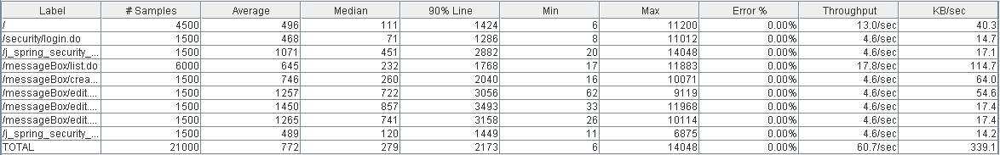 Label # Samples Average Median 90% Line Min Max Error % Throughput KB/sec
/ 4500 496 111 1424 6 11200 0.00% 13.0/sec 40.3
/security/login.do 1500 468 71 1286 8 11012 0.00% 4.6/sec 14.7
/j_spring_security_... 1500 1071 451 2882 20 14048 0.00% 4.6/sec 17.1
/messageBox/list.do 6000 645 232 1768 17 11883 0.00% 17.8/sec 114.7
/messageBox/crea... 1500 746 260 2040 16 10071 0.00% 4.6/sec 64.0
/messageBox/edit.... 1500 1257 722 3056 62 9119 0.00% 4.6/sec 54.6
/messageBox/edit.... 1500 1450 857 3493 33 11968 0.00% 4.6/sec 17.4
/messageBox/edit.... 1500 1265 741 3158 26 10114 0.00% 4.6/sec 17.4
/j_spring_security_... 1500 489 120 1449 11 6875 0.00% 4.6/sec 14.2
TOTAL 21000 772 279 2173 6 14048 0.00% 60.7/sec 339.1